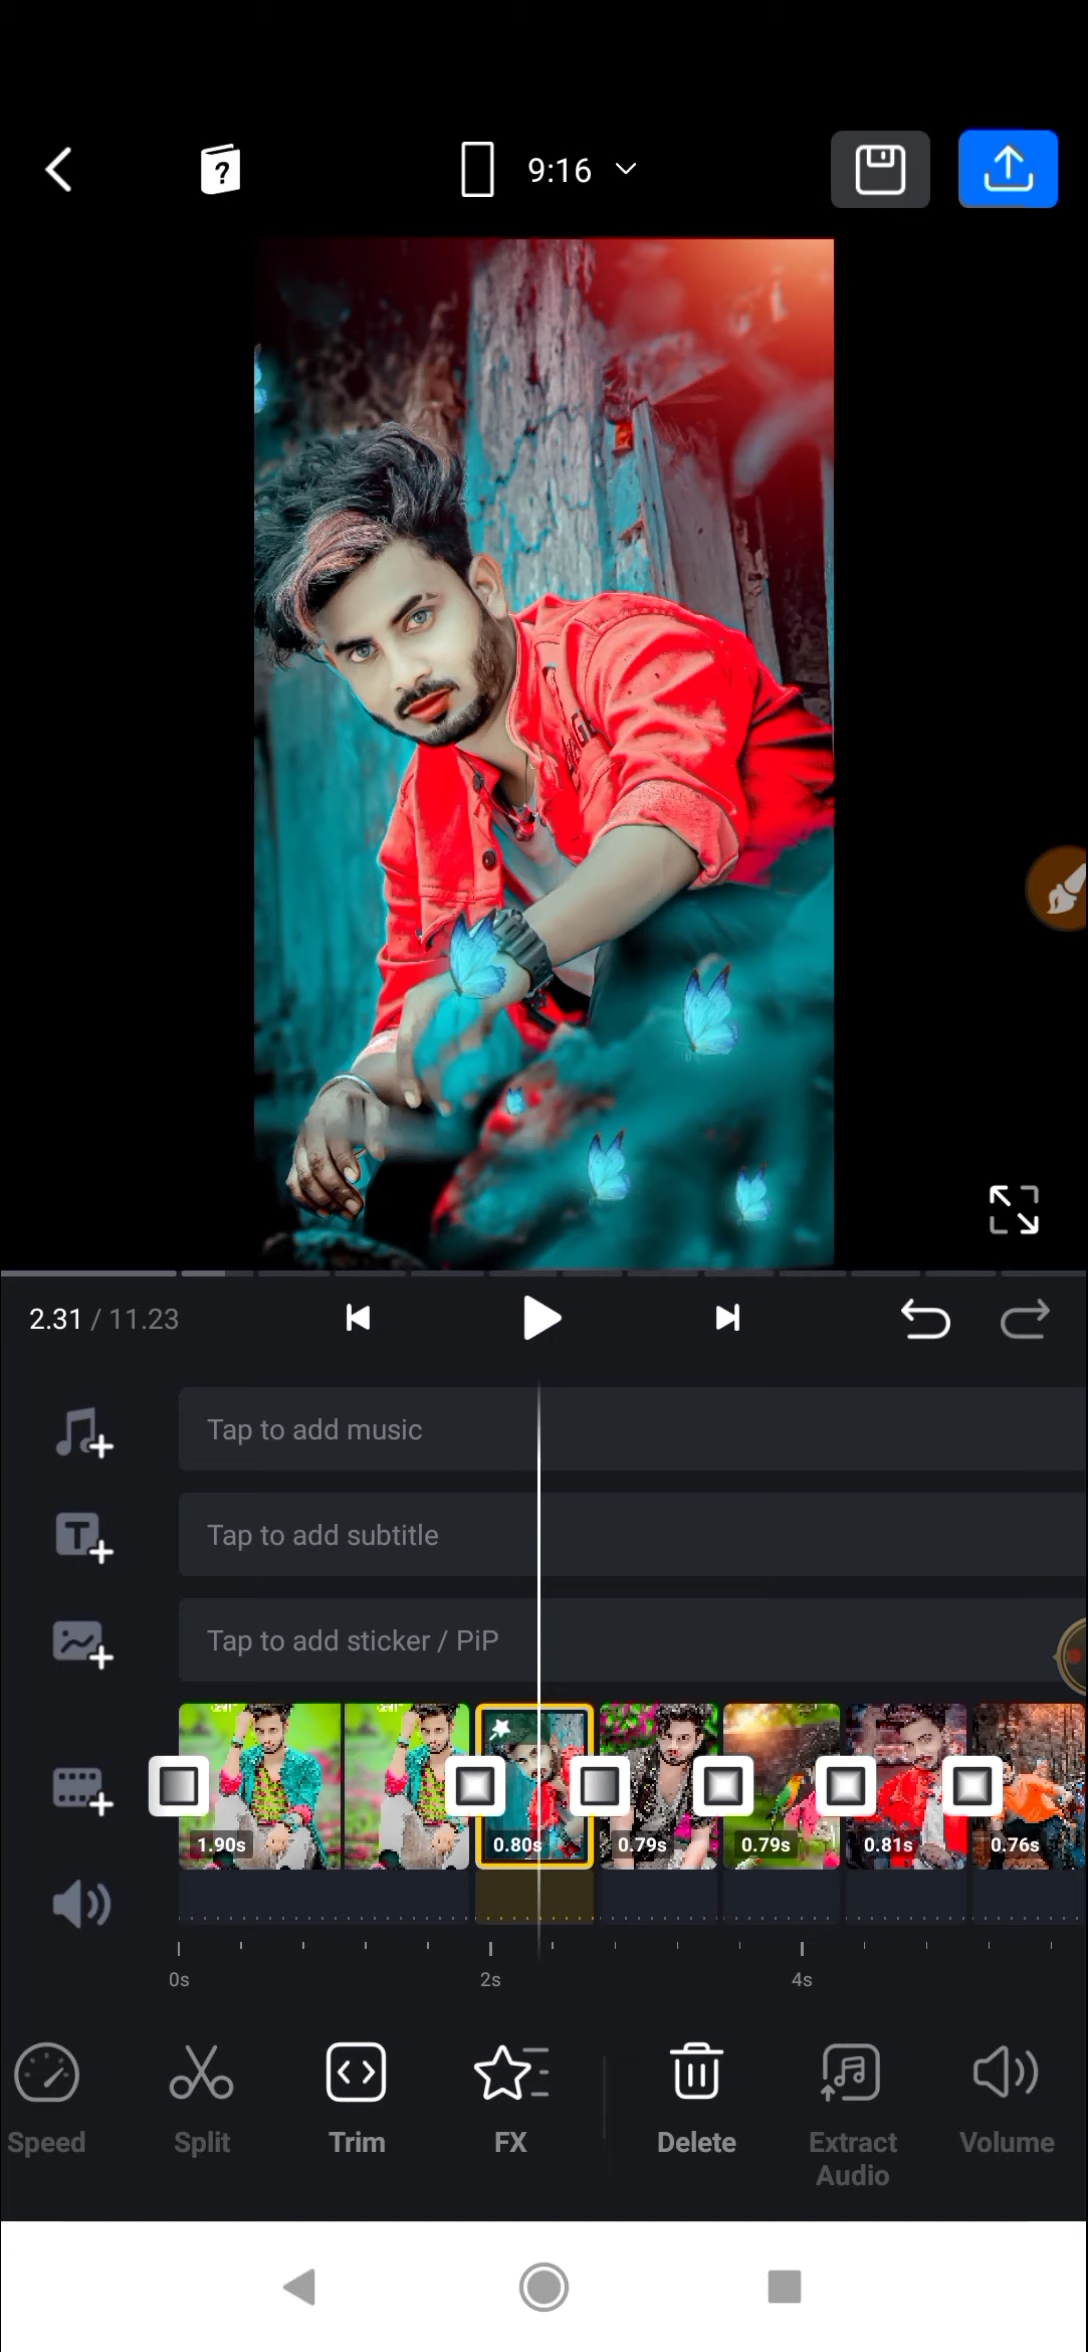 9:16
2.31 / 11.23
Tap to add music
Tap to add subtitle
Tap to add sticker / PiP
1.90s
0.80s
0.79s
0.79s
0.81s
0.76s
0s
2s
4s
Speed
Split
Trim
FX
Delete
Extract
Audio
Volume